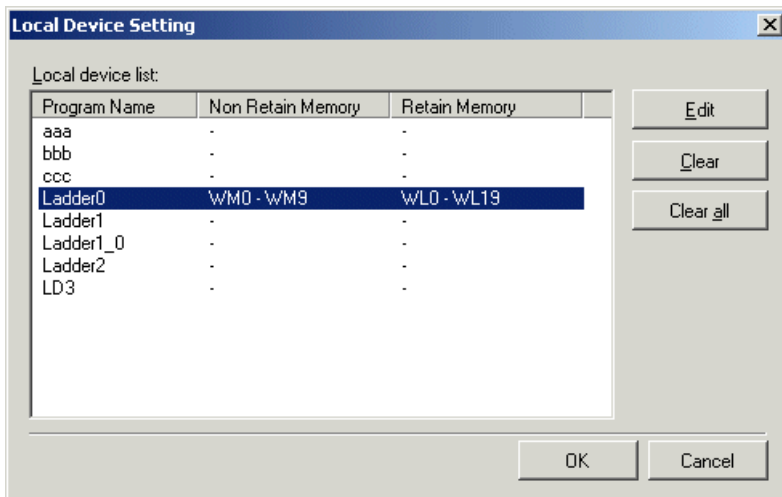 Local Device Setting
Local device list:
Program Name Non Retain Memory Retain Memory
aaa - -
bbb - -
ccc - -
Ladder0 WM0 - WM9 WL0 - WL19
Ladder1 - -
Ladder1_0 - -
Ladder2 - -
LD3 - -
Edit
Clear
Clear all
OK Cancel